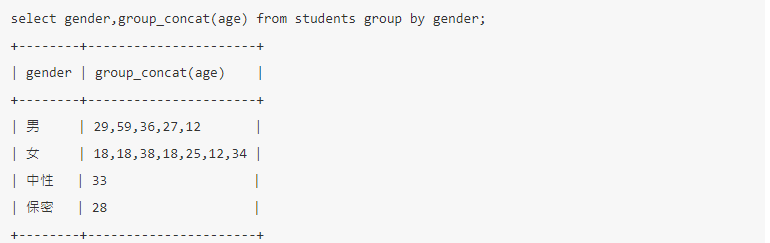 select gender,group_concat(age) from students group by gender;
+--------+---------------------+
| gender | group_concat(age)    |
+--------+---------------------+
| 男     | 29,59,36,27,12       |
| 女     | 18,18,38,18,25,12,34 |
| 中性   | 33                   |
| 保密   | 28                   |
+--------+---------------------+